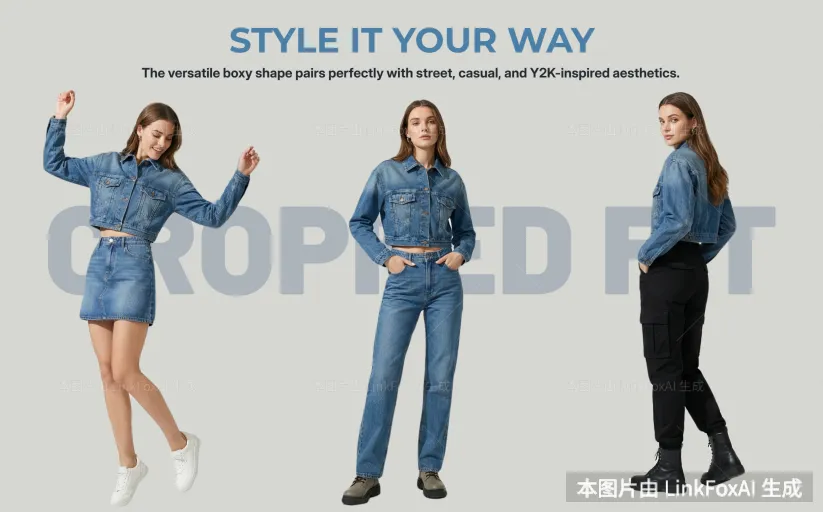 STYLE IT YOUR WAY
The versatile boxy shape pairs perfectly with street, casual, and Y2K-inspired aesthetics.
CROPPED FIT
本图片由 LinkFoxAI 生成